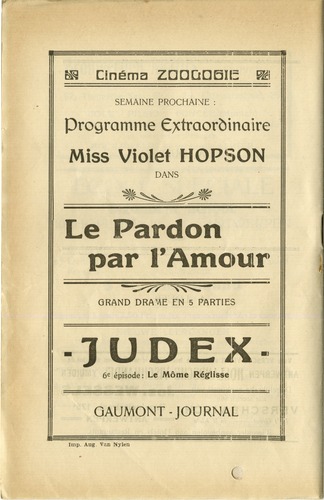 Cinéma ZOOLOGIE
SEMAINE PROCHAINE :
Programme Extraordinaire
Miss Violet HOPSON
DANS
Le Pardon
par l'Amour
GRAND DRAME EN 5 PARTIES
- JUDEX -
6e épisode: Le Môme Réglisse
GAUMONT - JOURNAL
Imp. Aug. Van Nylen